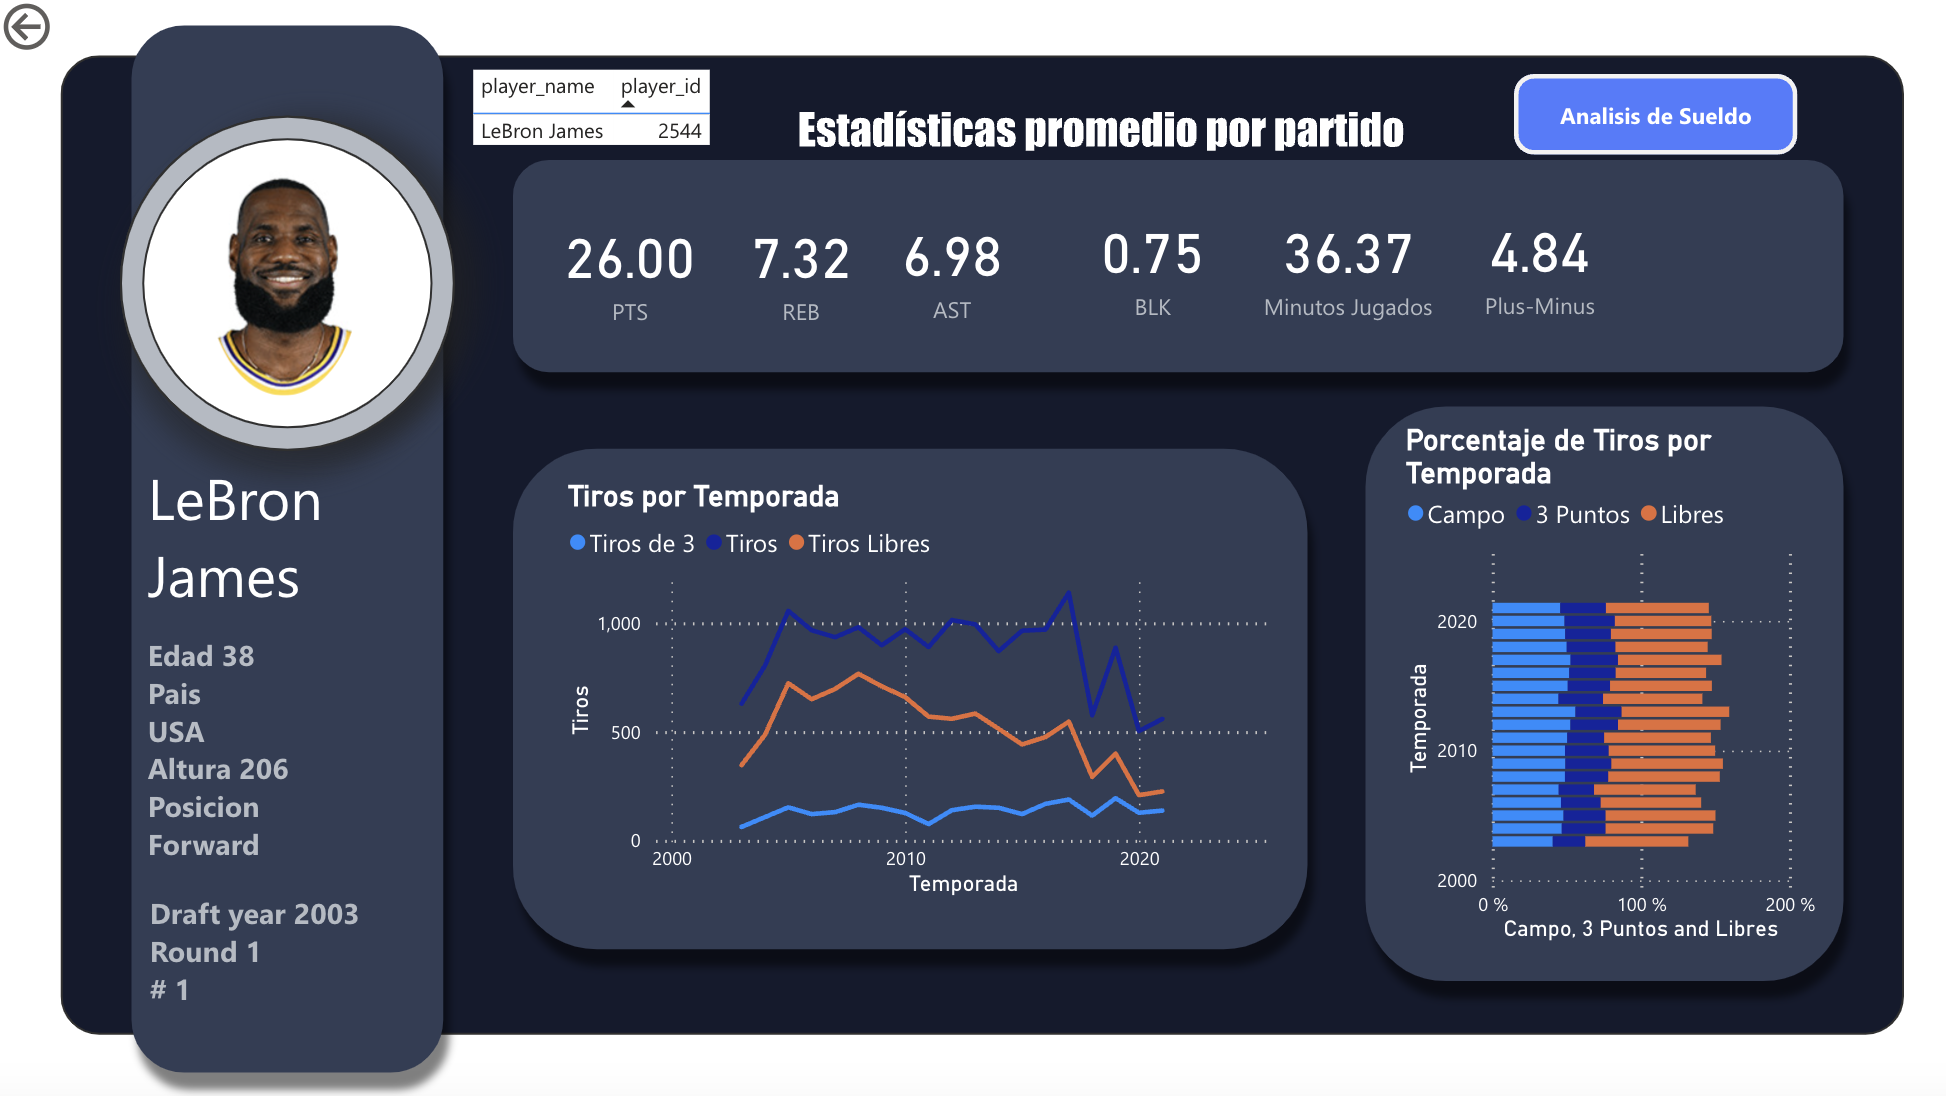 player_name player_id
LeBron James 2544
Estadísticas promedio por partido
Analisis de Sueldo
26.00 7.32 6.98 0.75 36.37 4.84
PTS REB AST BLK Minutos Jugados Plus-Minus
LeBron
James
Edad 38
Pais
USA
Altura 206
Posicion
Forward
Draft year 2003
Round 1
# 1
Tiros por Temporada
Tiros de 3 Tiros Tiros Libres
1,000
500
0
Tiros
2000 2010 2020
Temporada
Porcentaje de Tiros por
Temporada
Campo 3 Puntos Libres
2020
2010
2000
Temporada
0 % 100 % 200 %
Campo, 3 Puntos and Libres